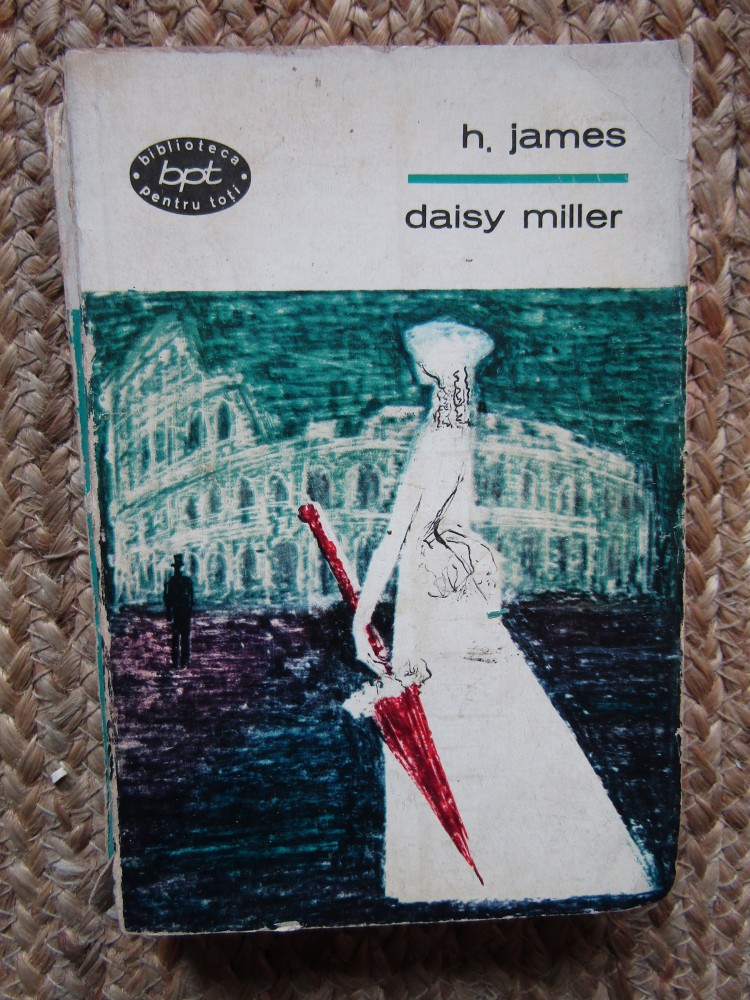 biblioteca
bpt
pentru toți
h. james
daisy miller